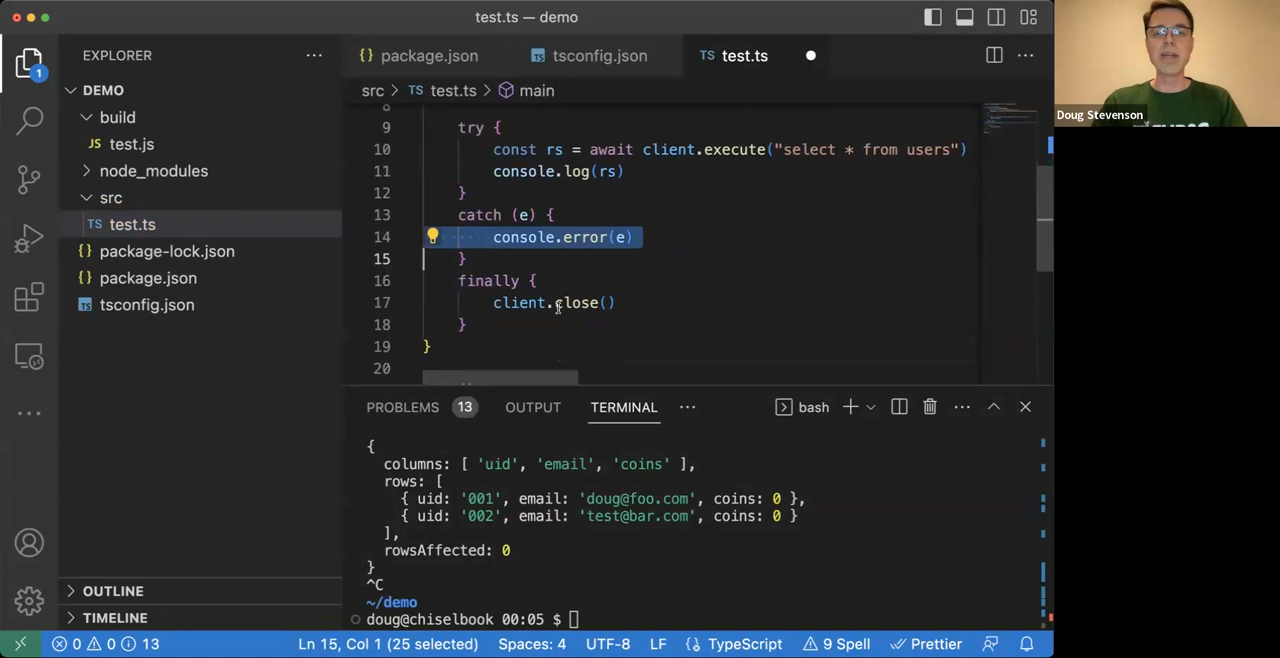 test.ts — demo
EXPLORER
DEMO
build
JS test.js
node_modules
src
TS test.ts
{} package-lock.json
{} package.json
TS tsconfig.json
OUTLINE
TIMELINE
1
{} package.json
TS tsconfig.json
TS test.ts
src > TS test.ts > main
8
9 try {
10 const rs = await client.execute("select * from users")
11 console.log(rs)
12 }
13 catch (e) {
14 console.error(e)
15 }
16 finally {
17 client.close()
18 }
19 }
20
PROBLEMS 13 OUTPUT TERMINAL
bash
{
columns: [ 'uid', 'email', 'coins' ],
rows: [
{ uid: '001', email: 'doug@foo.com', coins: 0 },
{ uid: '002', email: 'test@bar.com', coins: 0 }
],
rowsAffected: 0
}
^C
~/demo
doug@chiselbook 00:05 $
0 0 13
Ln 15, Col 1 (25 selected) Spaces: 4 UTF-8 LF {} TypeScript 9 Spell Prettier
Doug Stevenson